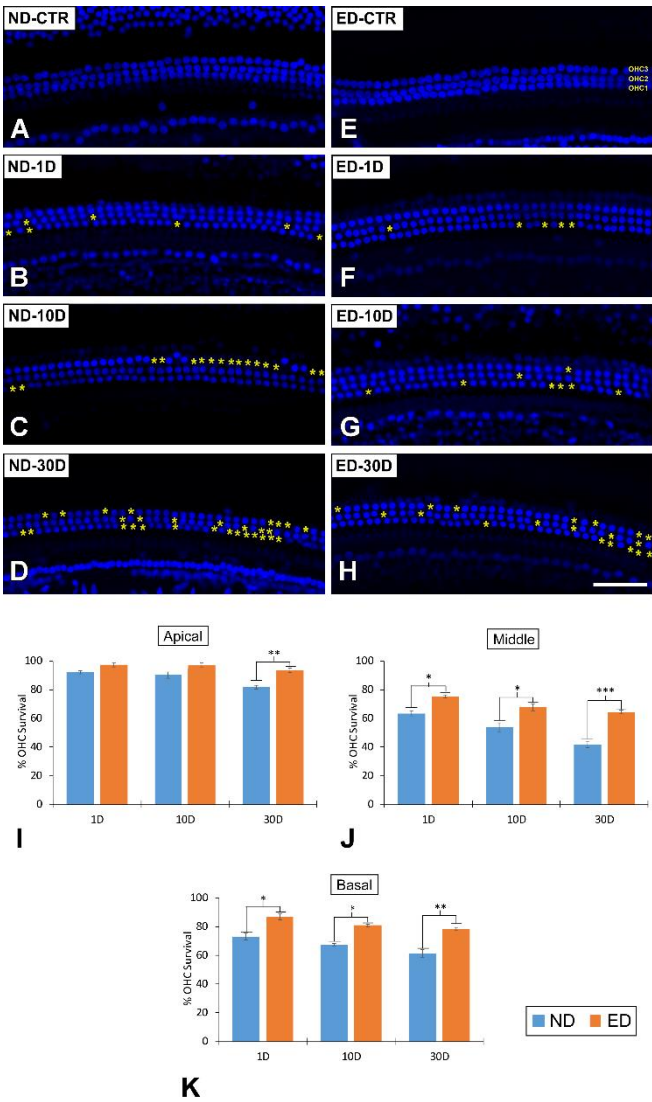 ND-CTR
A
ED-CTR
OHC3
OHC2
OHC1
E
ND-1D
* * * * * * *
B
ED-1D
* * * * *
F
ND-10D
C
ED-10D
G
ND-30D
D
ED-30D
H
Apical
**
% OHC Survival
100
80
60
40
20
0
1D 10D 30D
I
Middle
* * ***
% OHC Survival
100
80
60
40
20
0
1D 10D 30D
J
Basal
* * **
% OHC Survival
100
80
60
40
20
0
1D 10D 30D
K
ND ED